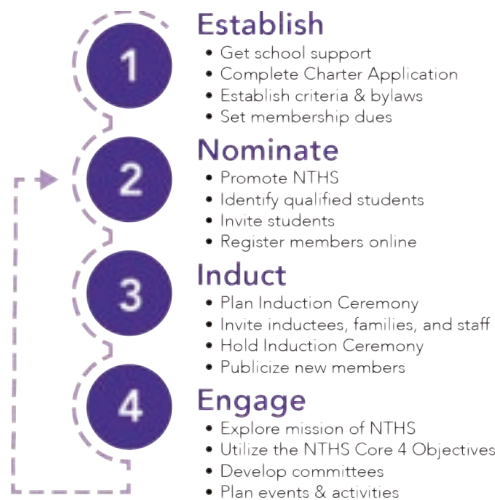 Establish
1
• Get school support
• Complete Charter Application
• Establish criteria & bylaws
• Set membership dues
Nominate
2
• Promote NTHS
• Identify qualified students
• Invite students
• Register members online
Induct
3
• Plan Induction Ceremony
• Invite inductees, families, and staff
• Hold Induction Ceremony
• Publicize new members
Engage
4
• Explore mission of NTHS
• Utilize the NTHS Core 4 Objectives
• Develop committees
• Plan events & activities